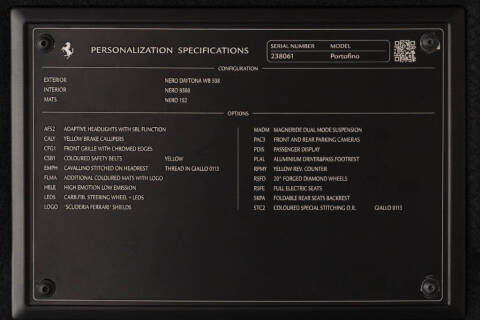 PERSONALIZATION SPECIFICATIONS
SERIAL NUMBER MODEL
238061 Portofino
CONFIGURATION
EXTERIOR NERO DAYTONA WB 508
INTERIOR NERO 8500
MATS NERO 152
OPTIONS
AFS2 ADAPTIVE HEADLIGHTS WITH SBL FUNCTION
CALY YELLOW BRAKE CALLIPERS
CFG1 FRONT GRILLE WITH CHROMED EDGES
CSB1 COLOURED SAFETY BELTS YELLOW
EMPH CAVALLINO STITCHED ON HEADREST THREAD IN GIALLO 0113
FLMA ADDITIONAL COLOURED MATS WITH LOGO
HELE HIGH EMOTION LOW EMISSION
LEDS CARB.FIB. STEERING WHEEL + LEDS
LOGO 'SCUDERIA FERRARI' SHIELDS
MADM MAGNERIDE DUAL MODE SUSPENSION
PAC3 FRONT AND REAR PARKING CAMERAS
PDIS PASSENGER DISPLAY
PLA1 ALUMINIUM DRIVER&PASS.FOOTREST
RPMY YELLOW REV. COUNTER
RSFD 20" FORGED DIAMOND WHEELS
RSFE FULL ELECTRIC SEATS
SKPA FOLDABLE REAR SEATS BACKREST
STC2 COLOURED SPECIAL STITCHING O.R. GIALLO 0113